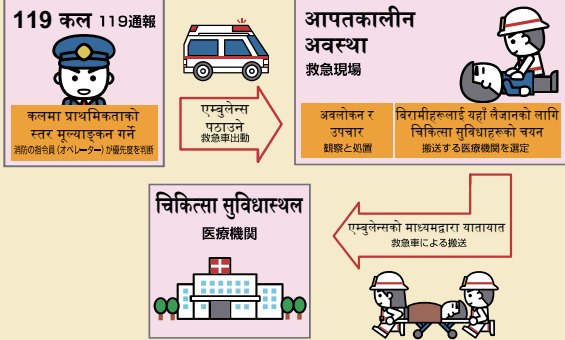 119 कल 119通報
कलमा प्राथमिकताको
स्तर मूल्याङ्कन गर्ने
消防の指令員（オペレーター）が優先度を判断
एम्बुलेन्स
पठाउने
救急車出動
आपतकालीन
अवस्था
救急現場
अवलोकन र
उपचार
観察と処置
बिरामीहरूलाई यहाँ लैजानको लागि
चिकित्सा सुविधाहरूको चयन
搬送する医療機関を選定
एम्बुलेन्सको माध्यमद्वारा यातायात
救急車による搬送
चिकित्सा सुविधास्थल
医療機関